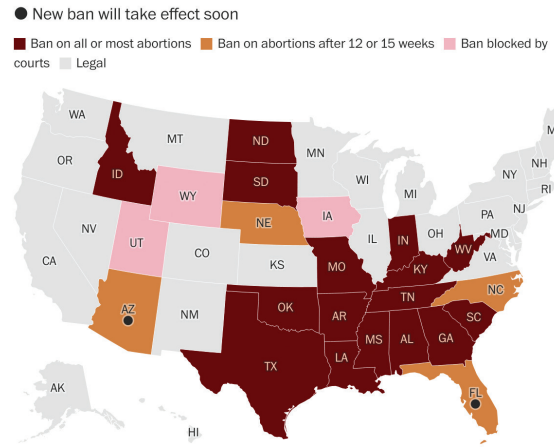 New ban will take effect soon
Ban on all or most abortions Ban on abortions after 12 or 15 weeks Ban blocked by
courts Legal
WA
MT
ND
MN
OR
ID
SD
WI
MI
NY
NH
M
WY
RI
NE
IA
PA
NJ
NV
UT
CO
IL
IN
OH
MD
WV
VA
CA
KS
MO
KY
AZ
NM
OK
AR
TN
NC
SC
TX
LA
MS
AL
GA
AK
HI
FL